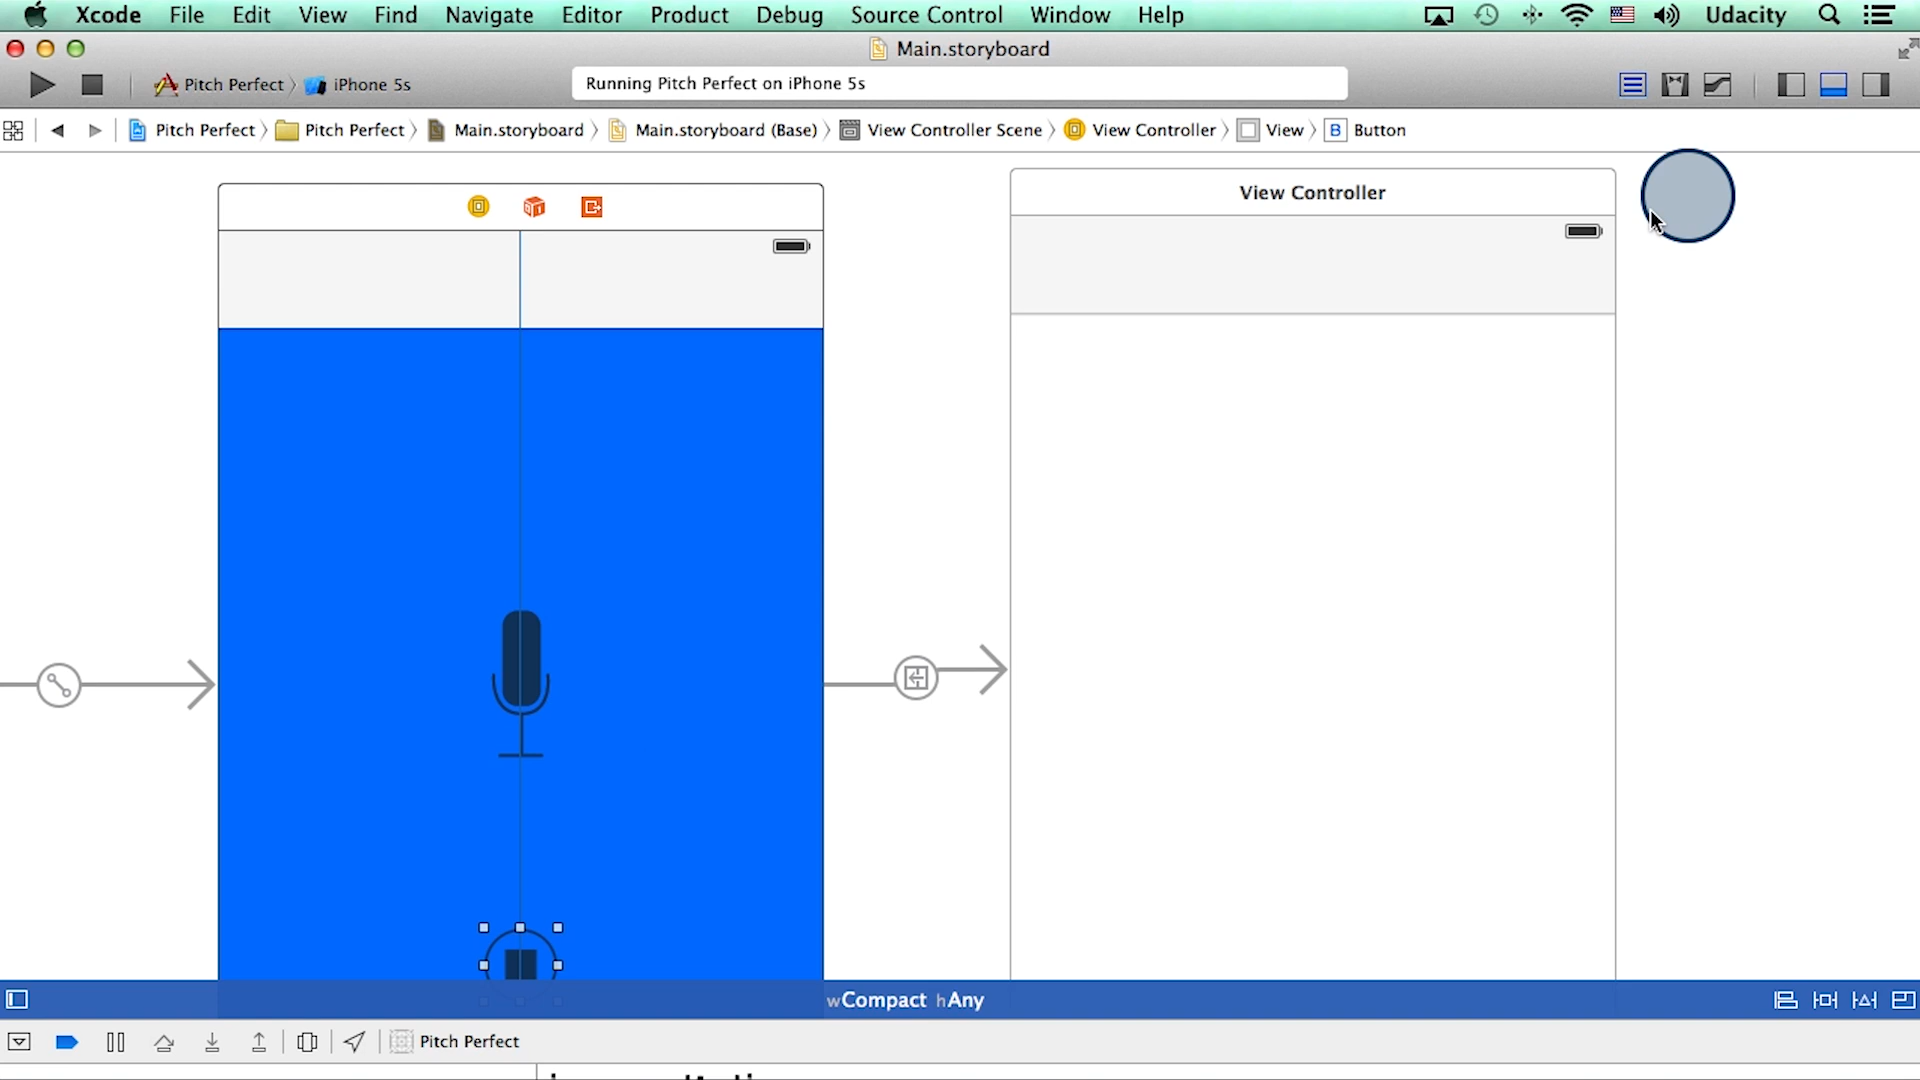 Xcode File Edit View Find Navigate Editor Product Debug Source Control Window Help Udacity
Main.storyboard
Pitch Perfect iPhone 5s Running Pitch Perfect on iPhone 5s
Pitch Perfect Pitch Perfect Main.storyboard Main.storyboard (Base) View Controller Scene View Controller View B Button
View Controller
wCompact hAny
Pitch Perfect